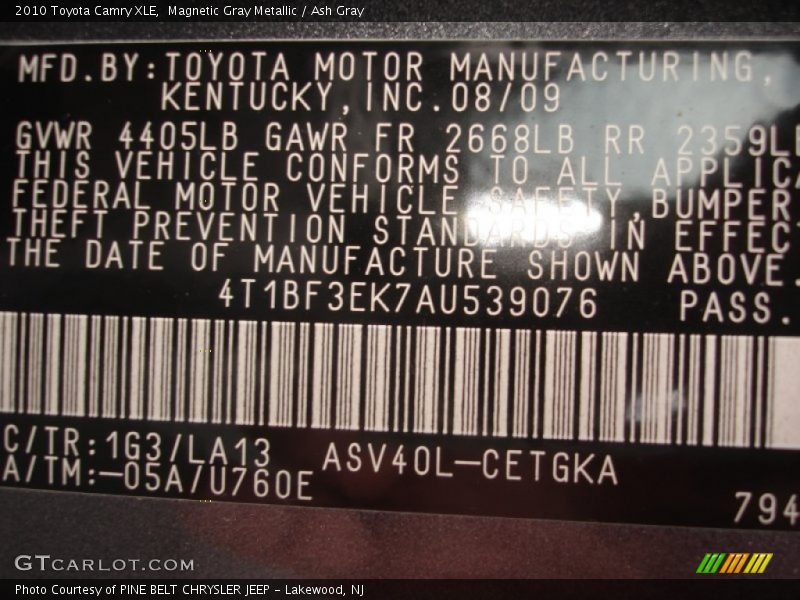 2010 Toyota Camry XLE,  Magnetic Gray Metallic / Ash Gray
MFD.BY:TOYOTA MOTOR MANUFACTURING,
KENTUCKY,INC.08/09
GVWR 4405LB GAWR FR 2668LB RR 2359L
THIS VEHICLE CONFORMS TO ALL APPLIC
FEDERAL MOTOR VEHICLE SAFETY,BUMPER
THEFT PREVENTION STANDARDS IN EFFEC
THE DATE OF MANUFACTURE SHOWN ABOVE.
4T1BF3EK7AU539076 PASS.
C/TR:1G3/LA13 ASV40L-CETGKA
A/TM:-05A/U760E
794
GTCARLOT.COM
Photo Courtesy of PINE BELT CHRYSLER JEEP - Lakewood, NJ